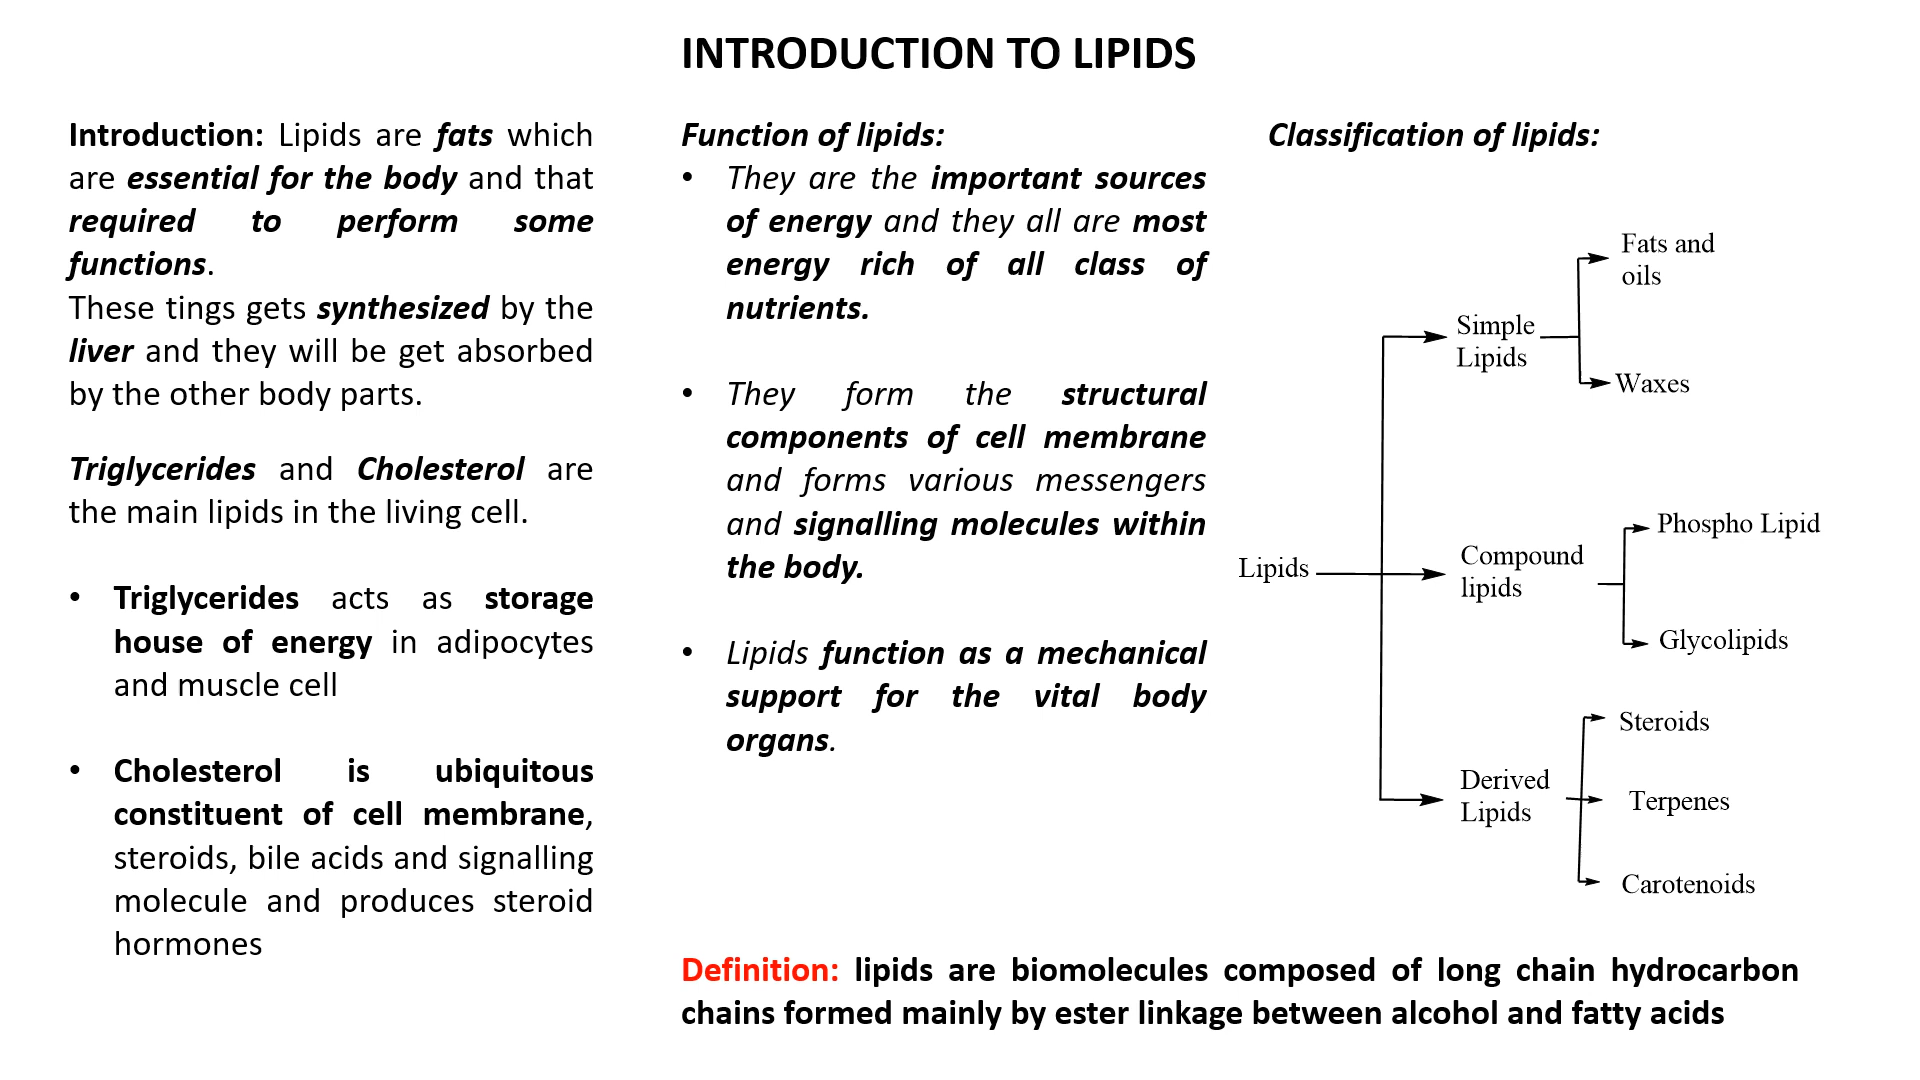 INTRODUCTION TO LIPIDS
Introduction: Lipids are fats which
are essential for the body and that
required to perform some
functions.
These tings gets synthesized by the
liver and they will be get absorbed
by the other body parts.
Triglycerides and Cholesterol are
the main lipids in the living cell.
• Triglycerides acts as storage
house of energy in adipocytes
and muscle cell
• Cholesterol is ubiquitous
constituent of cell membrane,
steroids, bile acids and signalling
molecule and produces steroid
hormones
Function of lipids:
• They are the important sources
of energy and they all are most
energy rich of all class of
nutrients.
• They form the structural
components of cell membrane
and forms various messengers
and signalling molecules within
the body.
• Lipids function as a mechanical
support for the vital body
organs.
Classification of lipids:
Lipids
Simple
Lipids
Fats and
oils
Waxes
Compound
lipids
Phospho Lipid
Glycolipids
Derived
Lipids
Steroids
Terpenes
Carotenoids
Definition: lipids are biomolecules composed of long chain hydrocarbon
chains formed mainly by ester linkage between alcohol and fatty acids